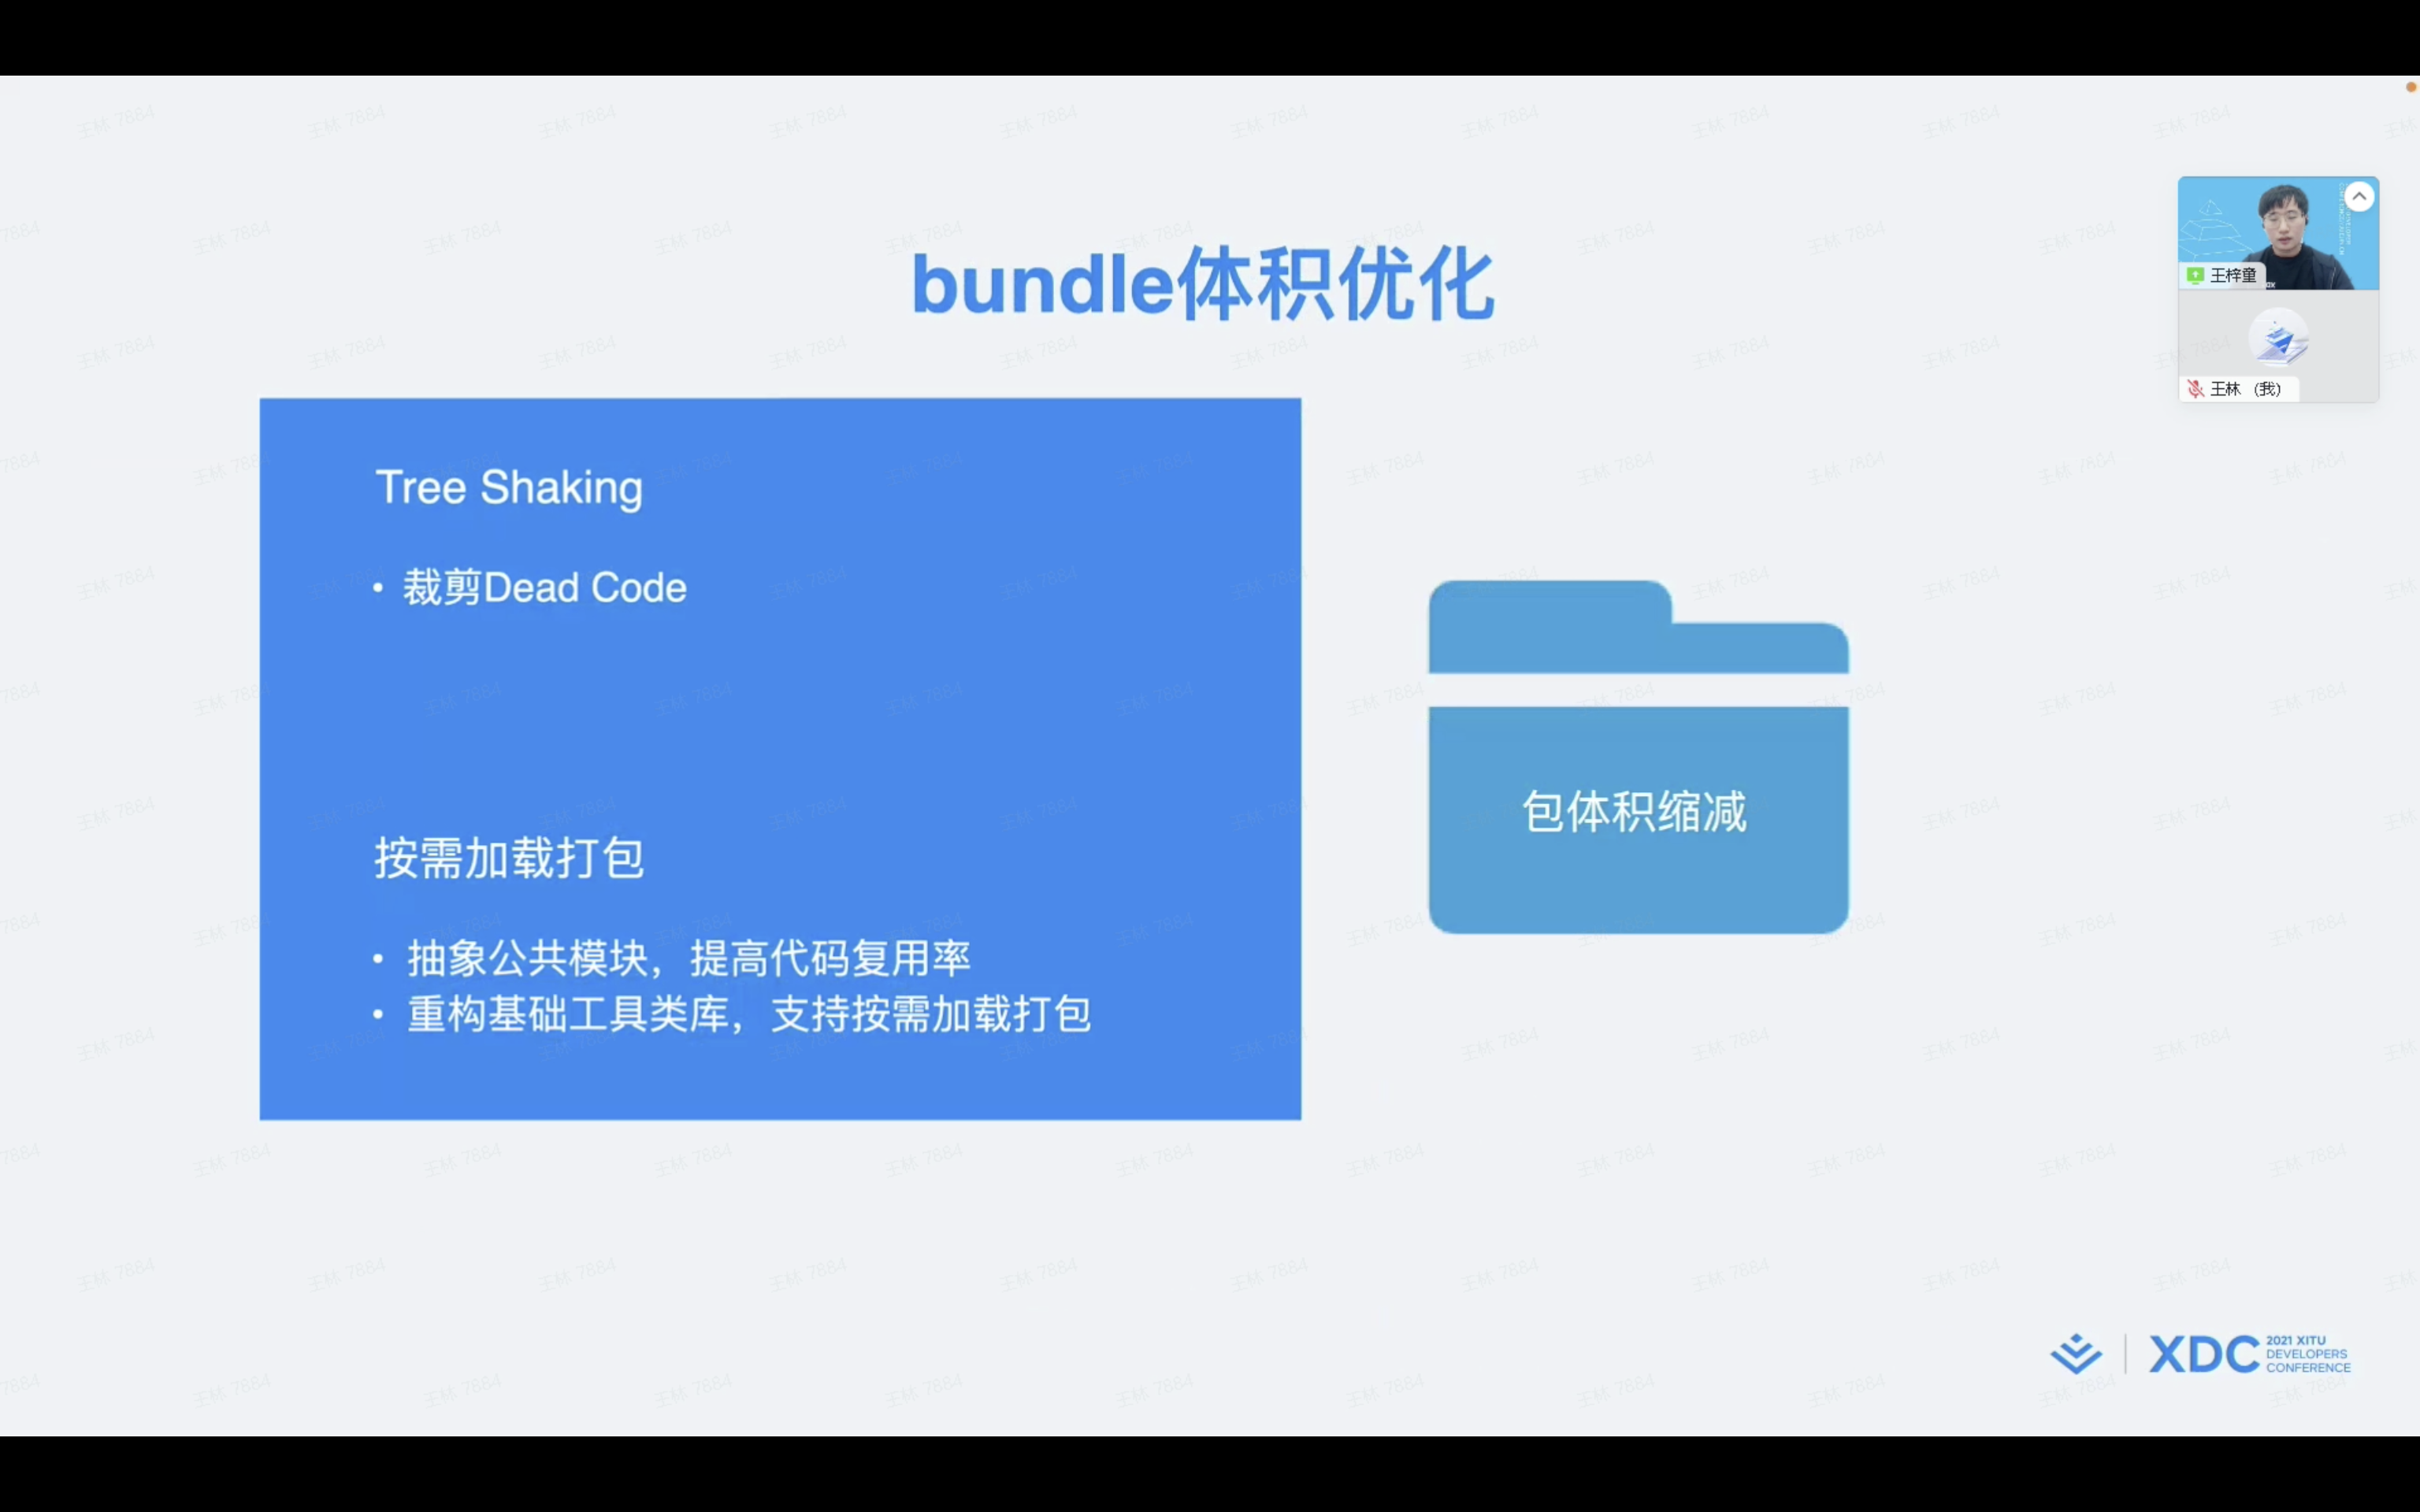 bundle体积优化
王梓童
王林 （我）
Tree Shaking
• 裁剪Dead Code
包体积缩减
按需加载打包
• 抽象公共模块，提高代码复用率
• 重构基础工具类库，支持按需加载打包
XDC
2021 XITU
DEVELOPERS
CONFERENCE
王林 7884